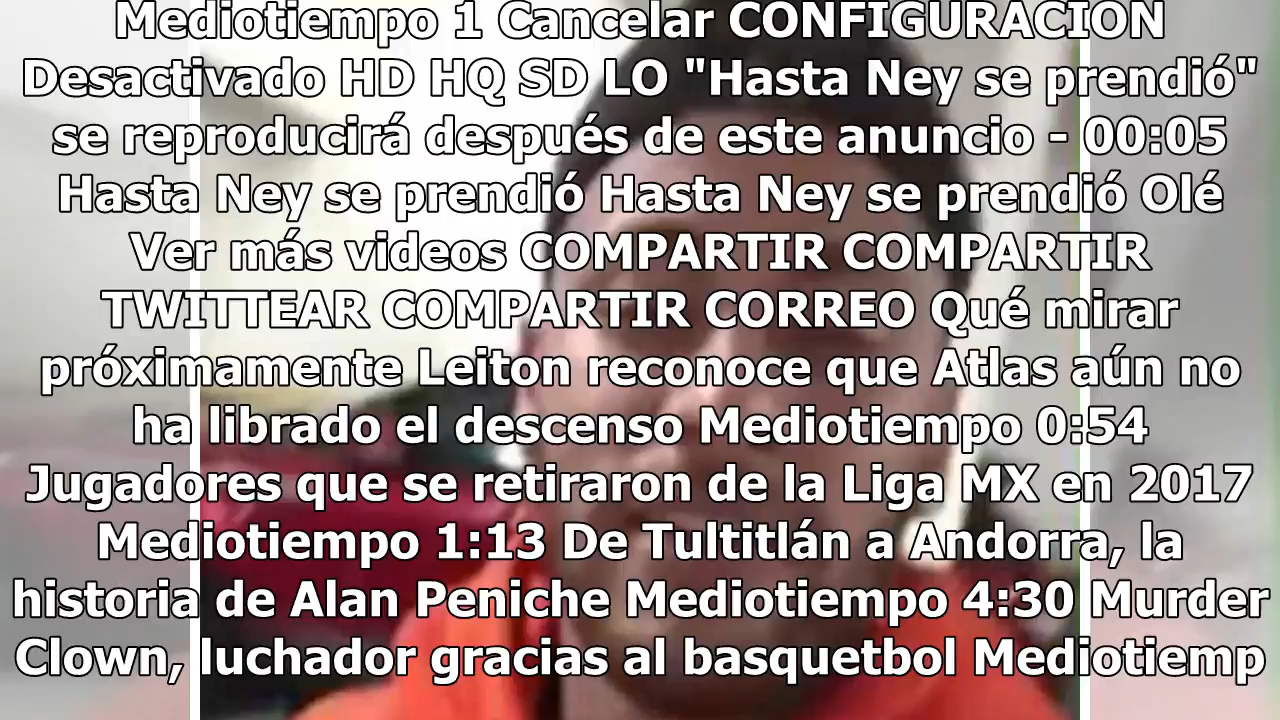 Mediotiempo 1 Cancelar CONFIGURACIÓN
Desactivado HD HQ SD LO "Hasta Ney se prendió"
se reproducirá después de este anuncio - 00:05
Hasta Ney se prendió Hasta Ney se prendió Olé
Ver más videos COMPARTIR COMPARTIR
TWITTEAR COMPARTIR CORREO Qué mirar
próximamente Leiton reconoce que Atlas aún no
ha librado el descenso Mediotiempo 0:54
Jugadores que se retiraron de la Liga MX en 2017
Mediotiempo 1:13 De Tultitlán a Andorra, la
historia de Alan Peniche Mediotiempo 4:30 Murder
Clown, luchador gracias al basquetbol Mediotiemp